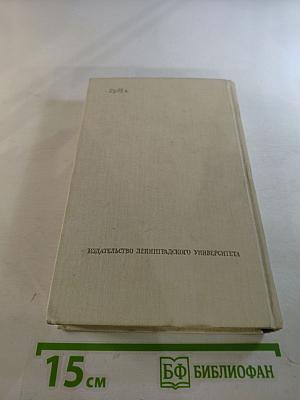 ИЗДАТЕЛЬСТВО ЛЕНИНГРАДСКОГО УНИВЕРСИТЕТА
15 см
БФ БИБЛИОФАН